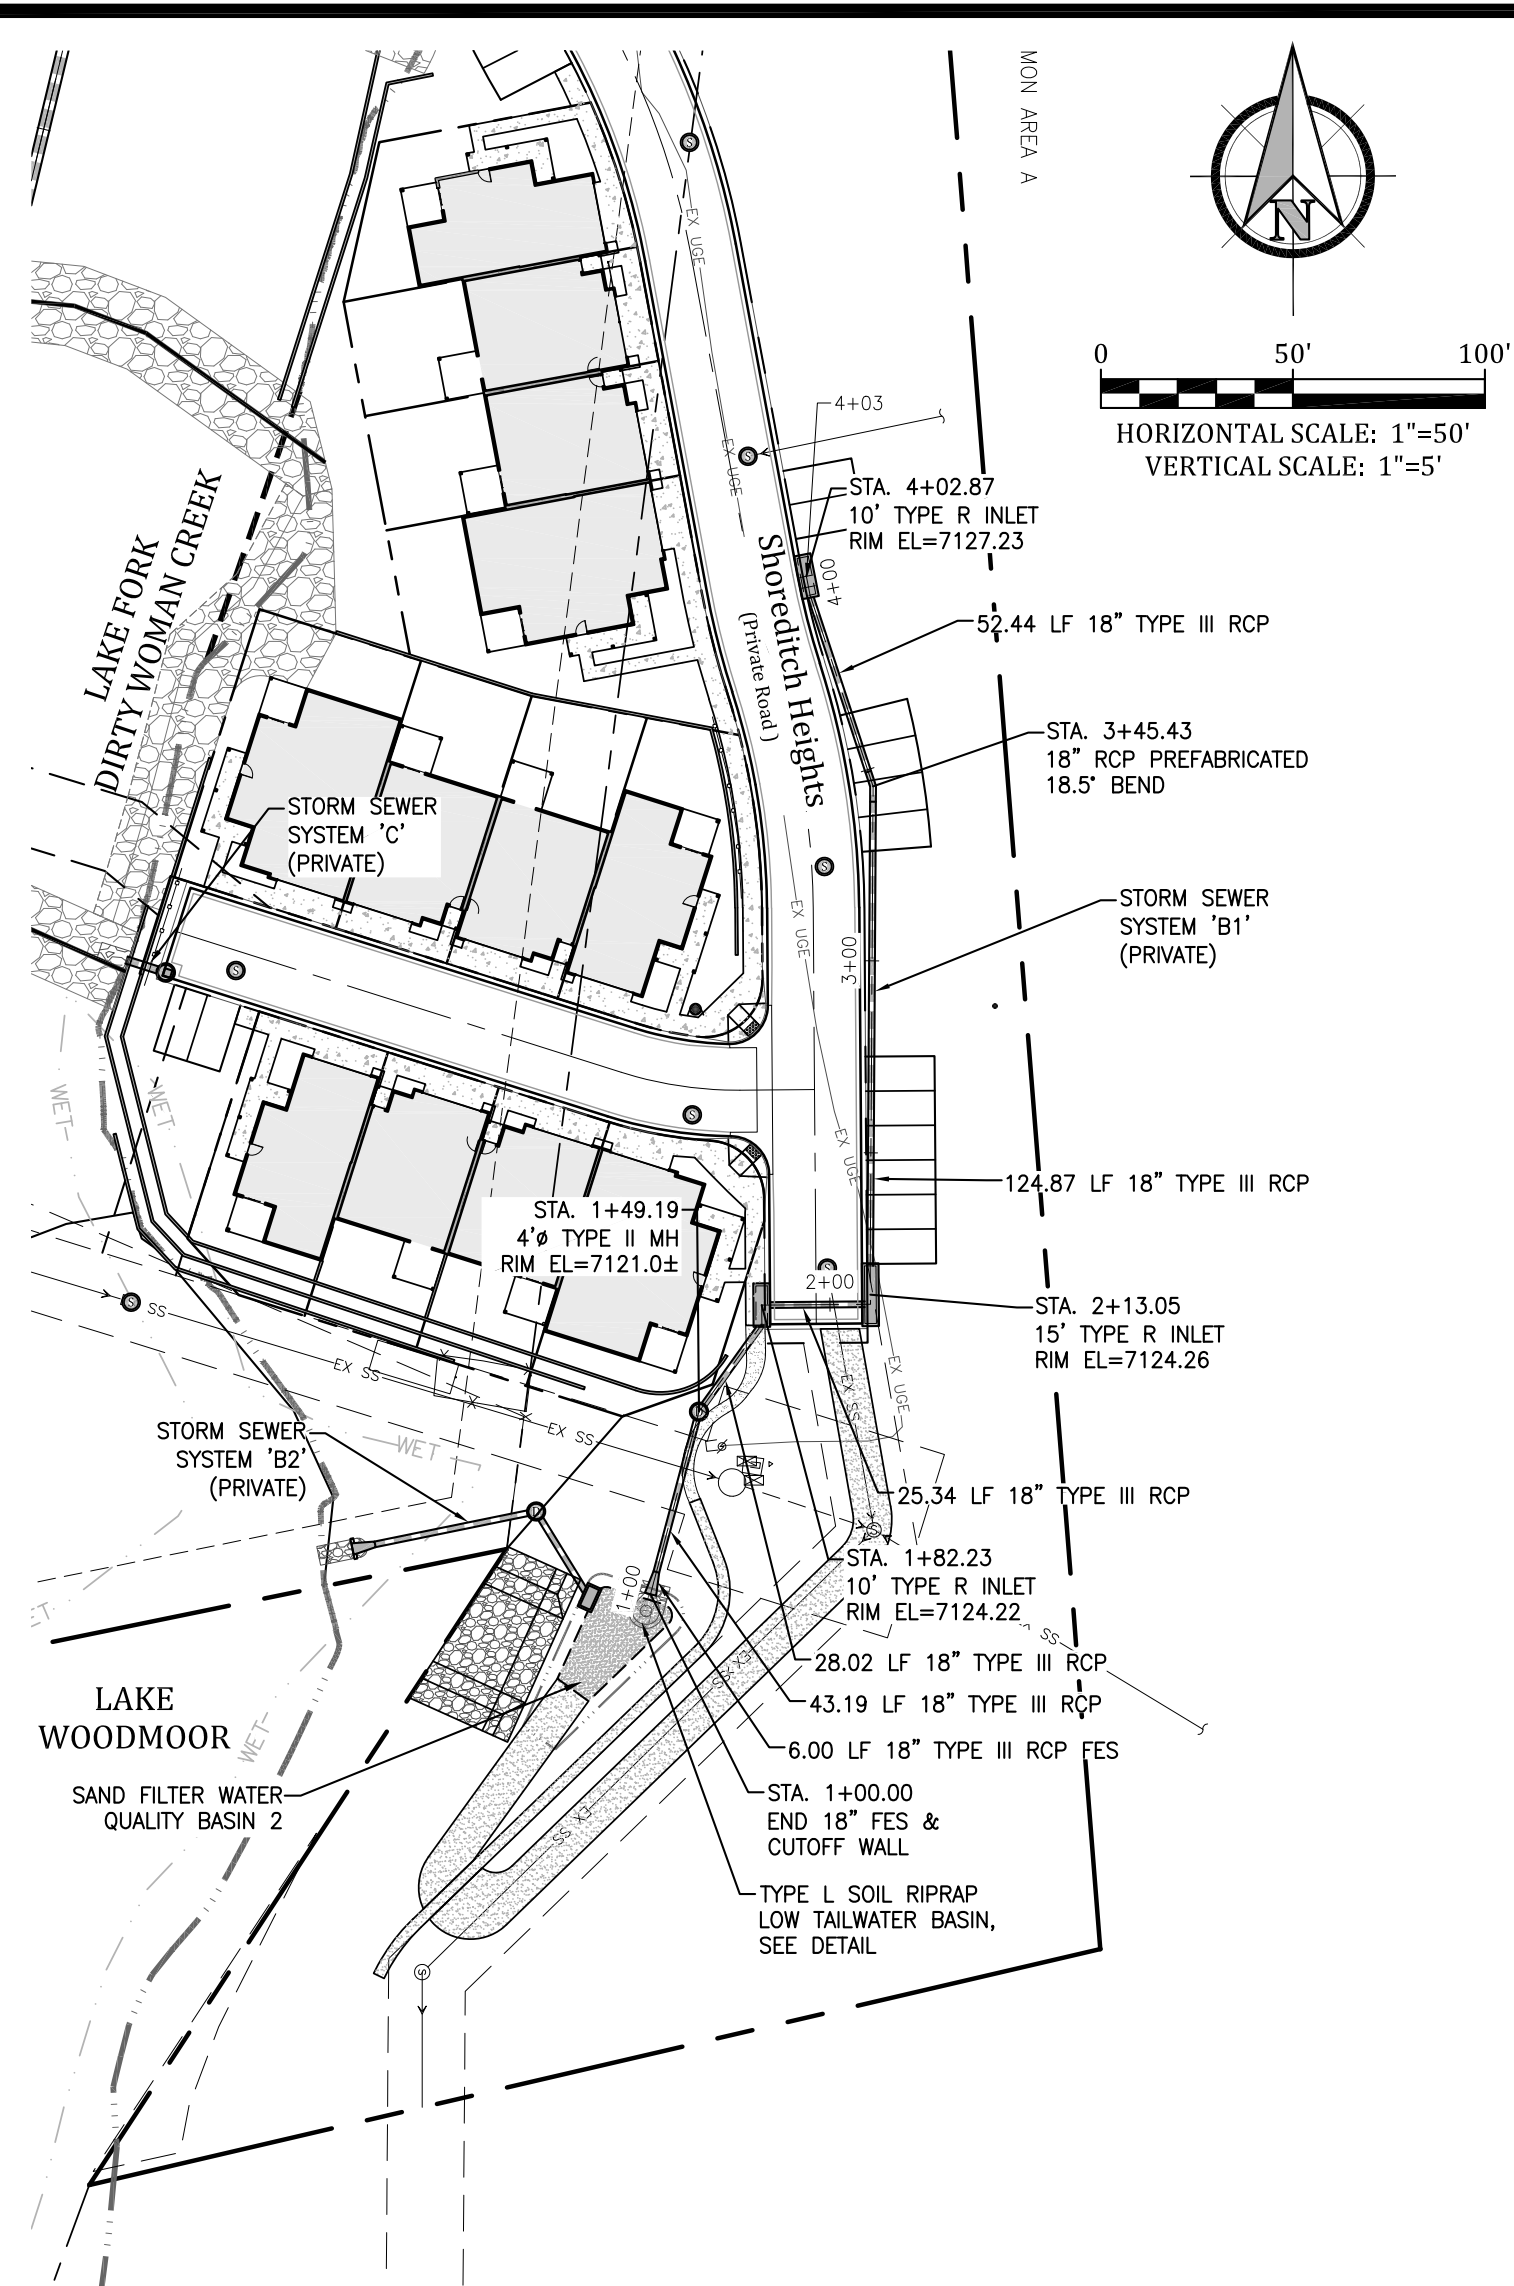 MON AREA A
N
0 50' 100'
HORIZONTAL SCALE: 1"=50'
VERTICAL SCALE: 1"=5'
S
EX UGE
4+03
S
EX UGE
STA. 4+02.87
10' TYPE R INLET
RIM EL=7127.23
4+00
LAKE FORK
DIRTY WOMAN CREEK
Shoreditch Heights
(Private Road )
52.44 LF 18" TYPE III RCP
STA. 3+45.43
18" RCP PREFABRICATED
18.5° BEND
STORM SEWER
SYSTEM 'C'
(PRIVATE)
S
EX UGE
3+00
STORM SEWER
SYSTEM 'B1'
(PRIVATE)
S
WET
WET
S
EX UGE
124.87 LF 18" TYPE III RCP
STA. 1+49.19
4'ø TYPE II MH
RIM EL=7121.0±
S
2+00
STA. 2+13.05
15' TYPE R INLET
RIM EL=7124.26
S
SS
EX SS
EX SS
EX UGE
EX SS
WET
STORM SEWER
SYSTEM 'B2'
(PRIVATE)
D
25.34 LF 18" TYPE III RCP
S
1+00
STA. 1+82.23
10' TYPE R INLET
RIM EL=7124.22
SS
ET
EX SS
28.02 LF 18" TYPE III RCP
43.19 LF 18" TYPE III RCP
6.00 LF 18" TYPE III RCP FES
LAKE
WOODMOOR
WET
SAND FILTER WATER
QUALITY BASIN 2
STA. 1+00.00
END 18" FES &
CUTOFF WALL
EX SS
TYPE L SOIL RIPRAP
LOW TAILWATER BASIN,
SEE DETAIL
S